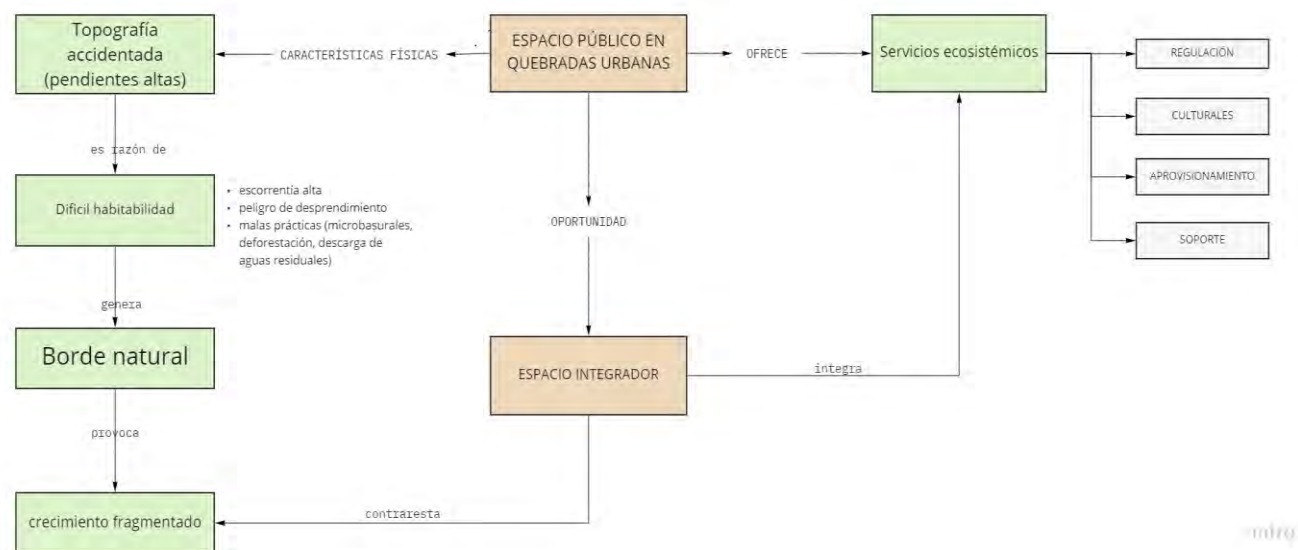 Topografía
accidentada
(pendientes altas)
CARACTERÍSTICAS FÍSICAS
ESPACIO PÚBLICO EN
QUEBRADAS URBANAS
OFRECE
Servicios ecosistémicos
REGULACIÓN
CULTURALES
APROVISIONAMIENTO
SOPORTE
es razón de
Dificil habitabilidad
• escorrentía alta
• peligro de desprendimiento
• malas prácticas (microbasurales,
deforestación, descarga de
aguas residuales)
OPORTUNIDAD
genera
Borde natural
ESPACIO INTEGRADOR
integra
provoca
crecimiento fragmentado
contraresta
miro